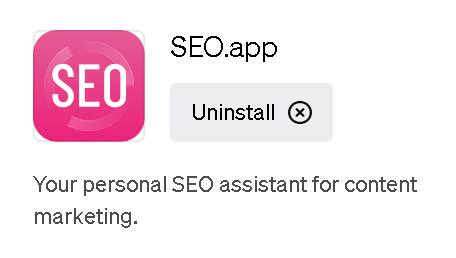 SEO
SEO.app
Uninstall
Your personal SEO assistant for content
marketing.